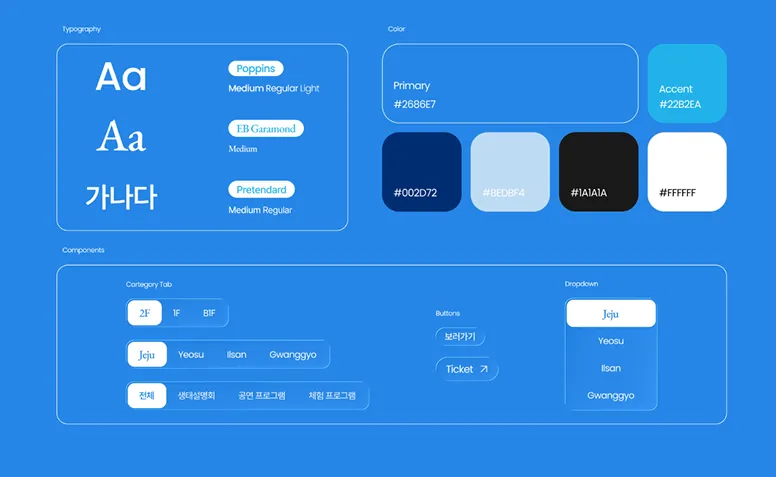 Typography
Aa
Poppins
Medium Regular Light
Aa
EB Garamond
Medium
가나다
Pretendard
Medium Regular
Color
Primary
#2686E7
Accent
#22B2EA
#002D72
#BEDBF4
#1A1A1A
#FFFFFF
Components
Cartegory Tab
2F 1F B1F
Jeju Yeosu Ilsan Gwanggyo
전체 생태설명회 공연 프로그램 체험 프로그램
Buttons
보러가기
Ticket
Dropdown
Jeju
Yeosu
Ilsan
Gwanggyo